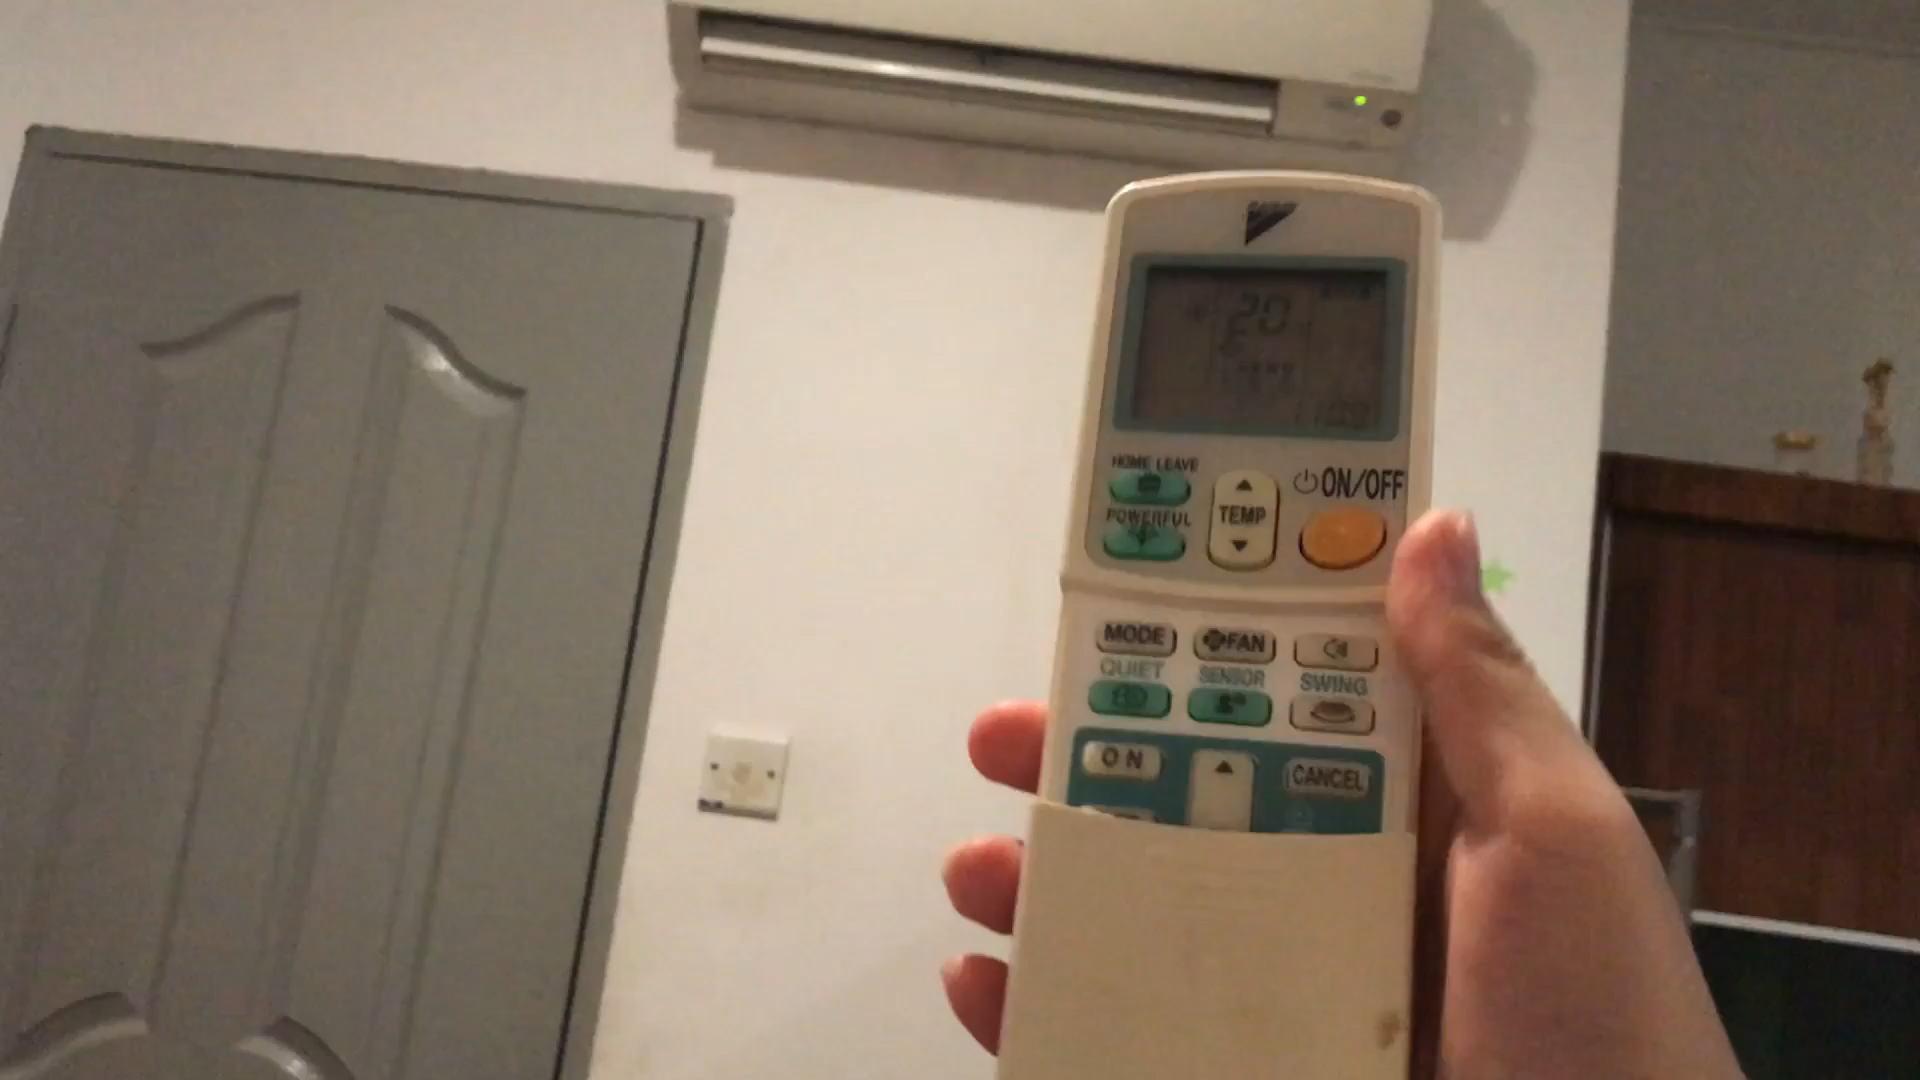 20
HOME LEAVE
ON/OFF
POWERFUL
TEMP
MODE
FAN
QUIET
SENSOR
SWING
ON
CANCEL